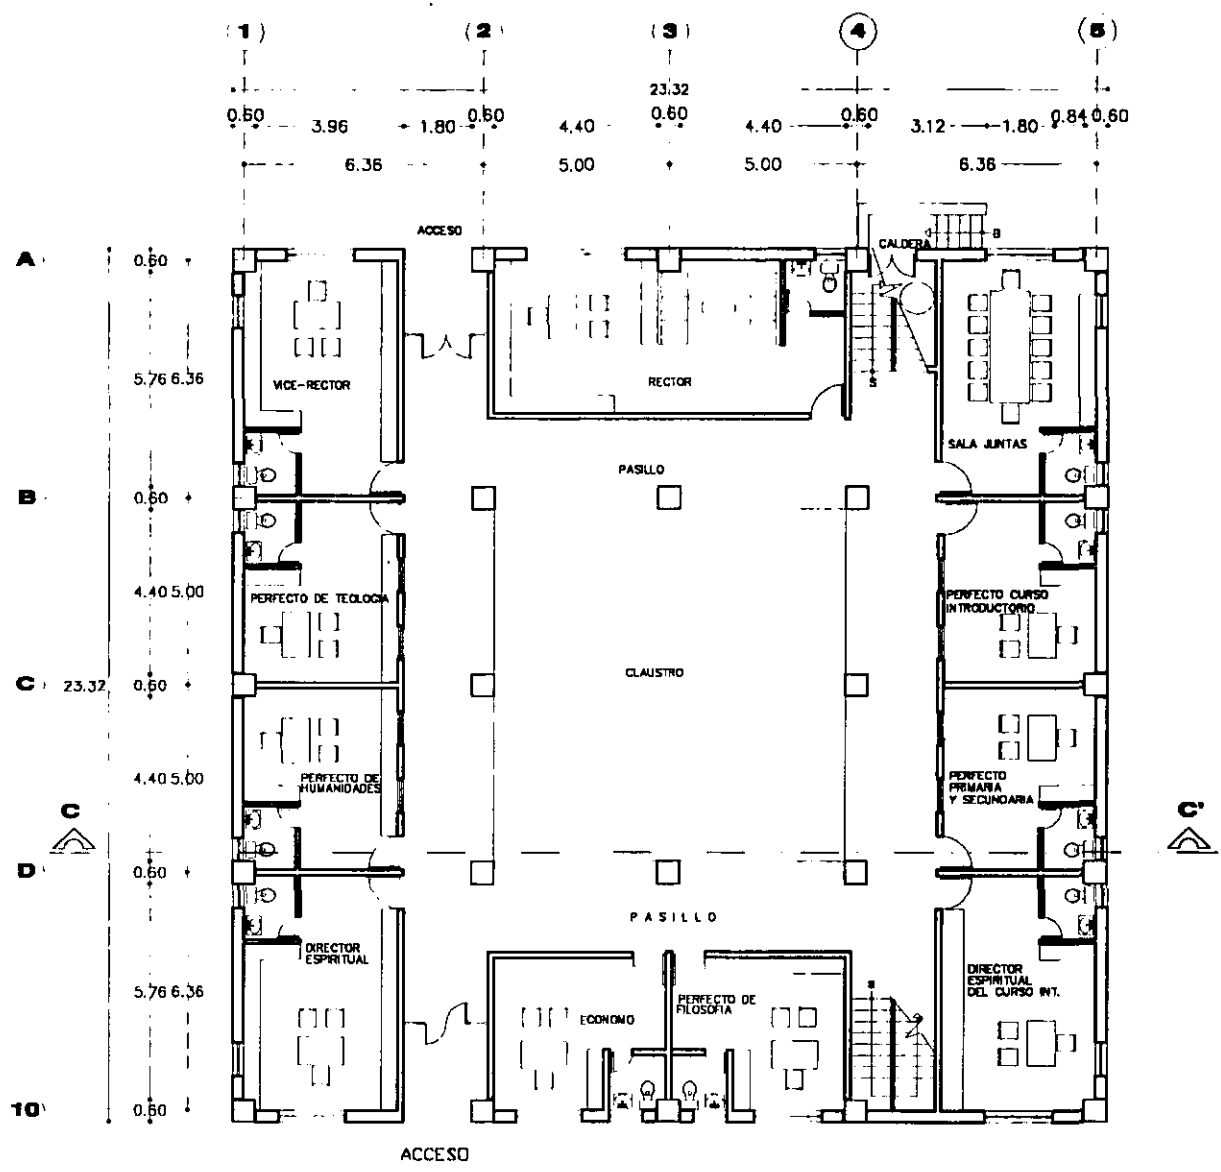 (1) (2) (3) 4 (5)
23.32
0.60 0.60 0.60 0.60 0.84 0.60
3.96 1.80 4.40 4.40 3.12 1.80
6.36 5.00 5.00 6.36
ACCESO
CALDERA
B
A 0.60
5.76 6.36
VICE-RECTOR
RECTOR
S
SALA JUNTAS
PASILLO
B 0.60
4.40 5.00
PERFECTO DE TEOLOGIA
PERFECTO CURSO
INTRODUCTORIO
CLAUSTRO
C 23.32 0.60
4.40 5.00
PERFECTO DE
HUMANIDADES
PERFECTO
PRIMARIA
Y SECUNDARIA
C C'
D 0.60
PASILLO
DIRECTOR
ESPIRITUAL
DIRECTOR
ESPIRITUAL
DEL CURSO INT.
5.76 6.36
ECONOMO
PERFECTO DE
FILOSOFIA
10 0.60
ACCESO